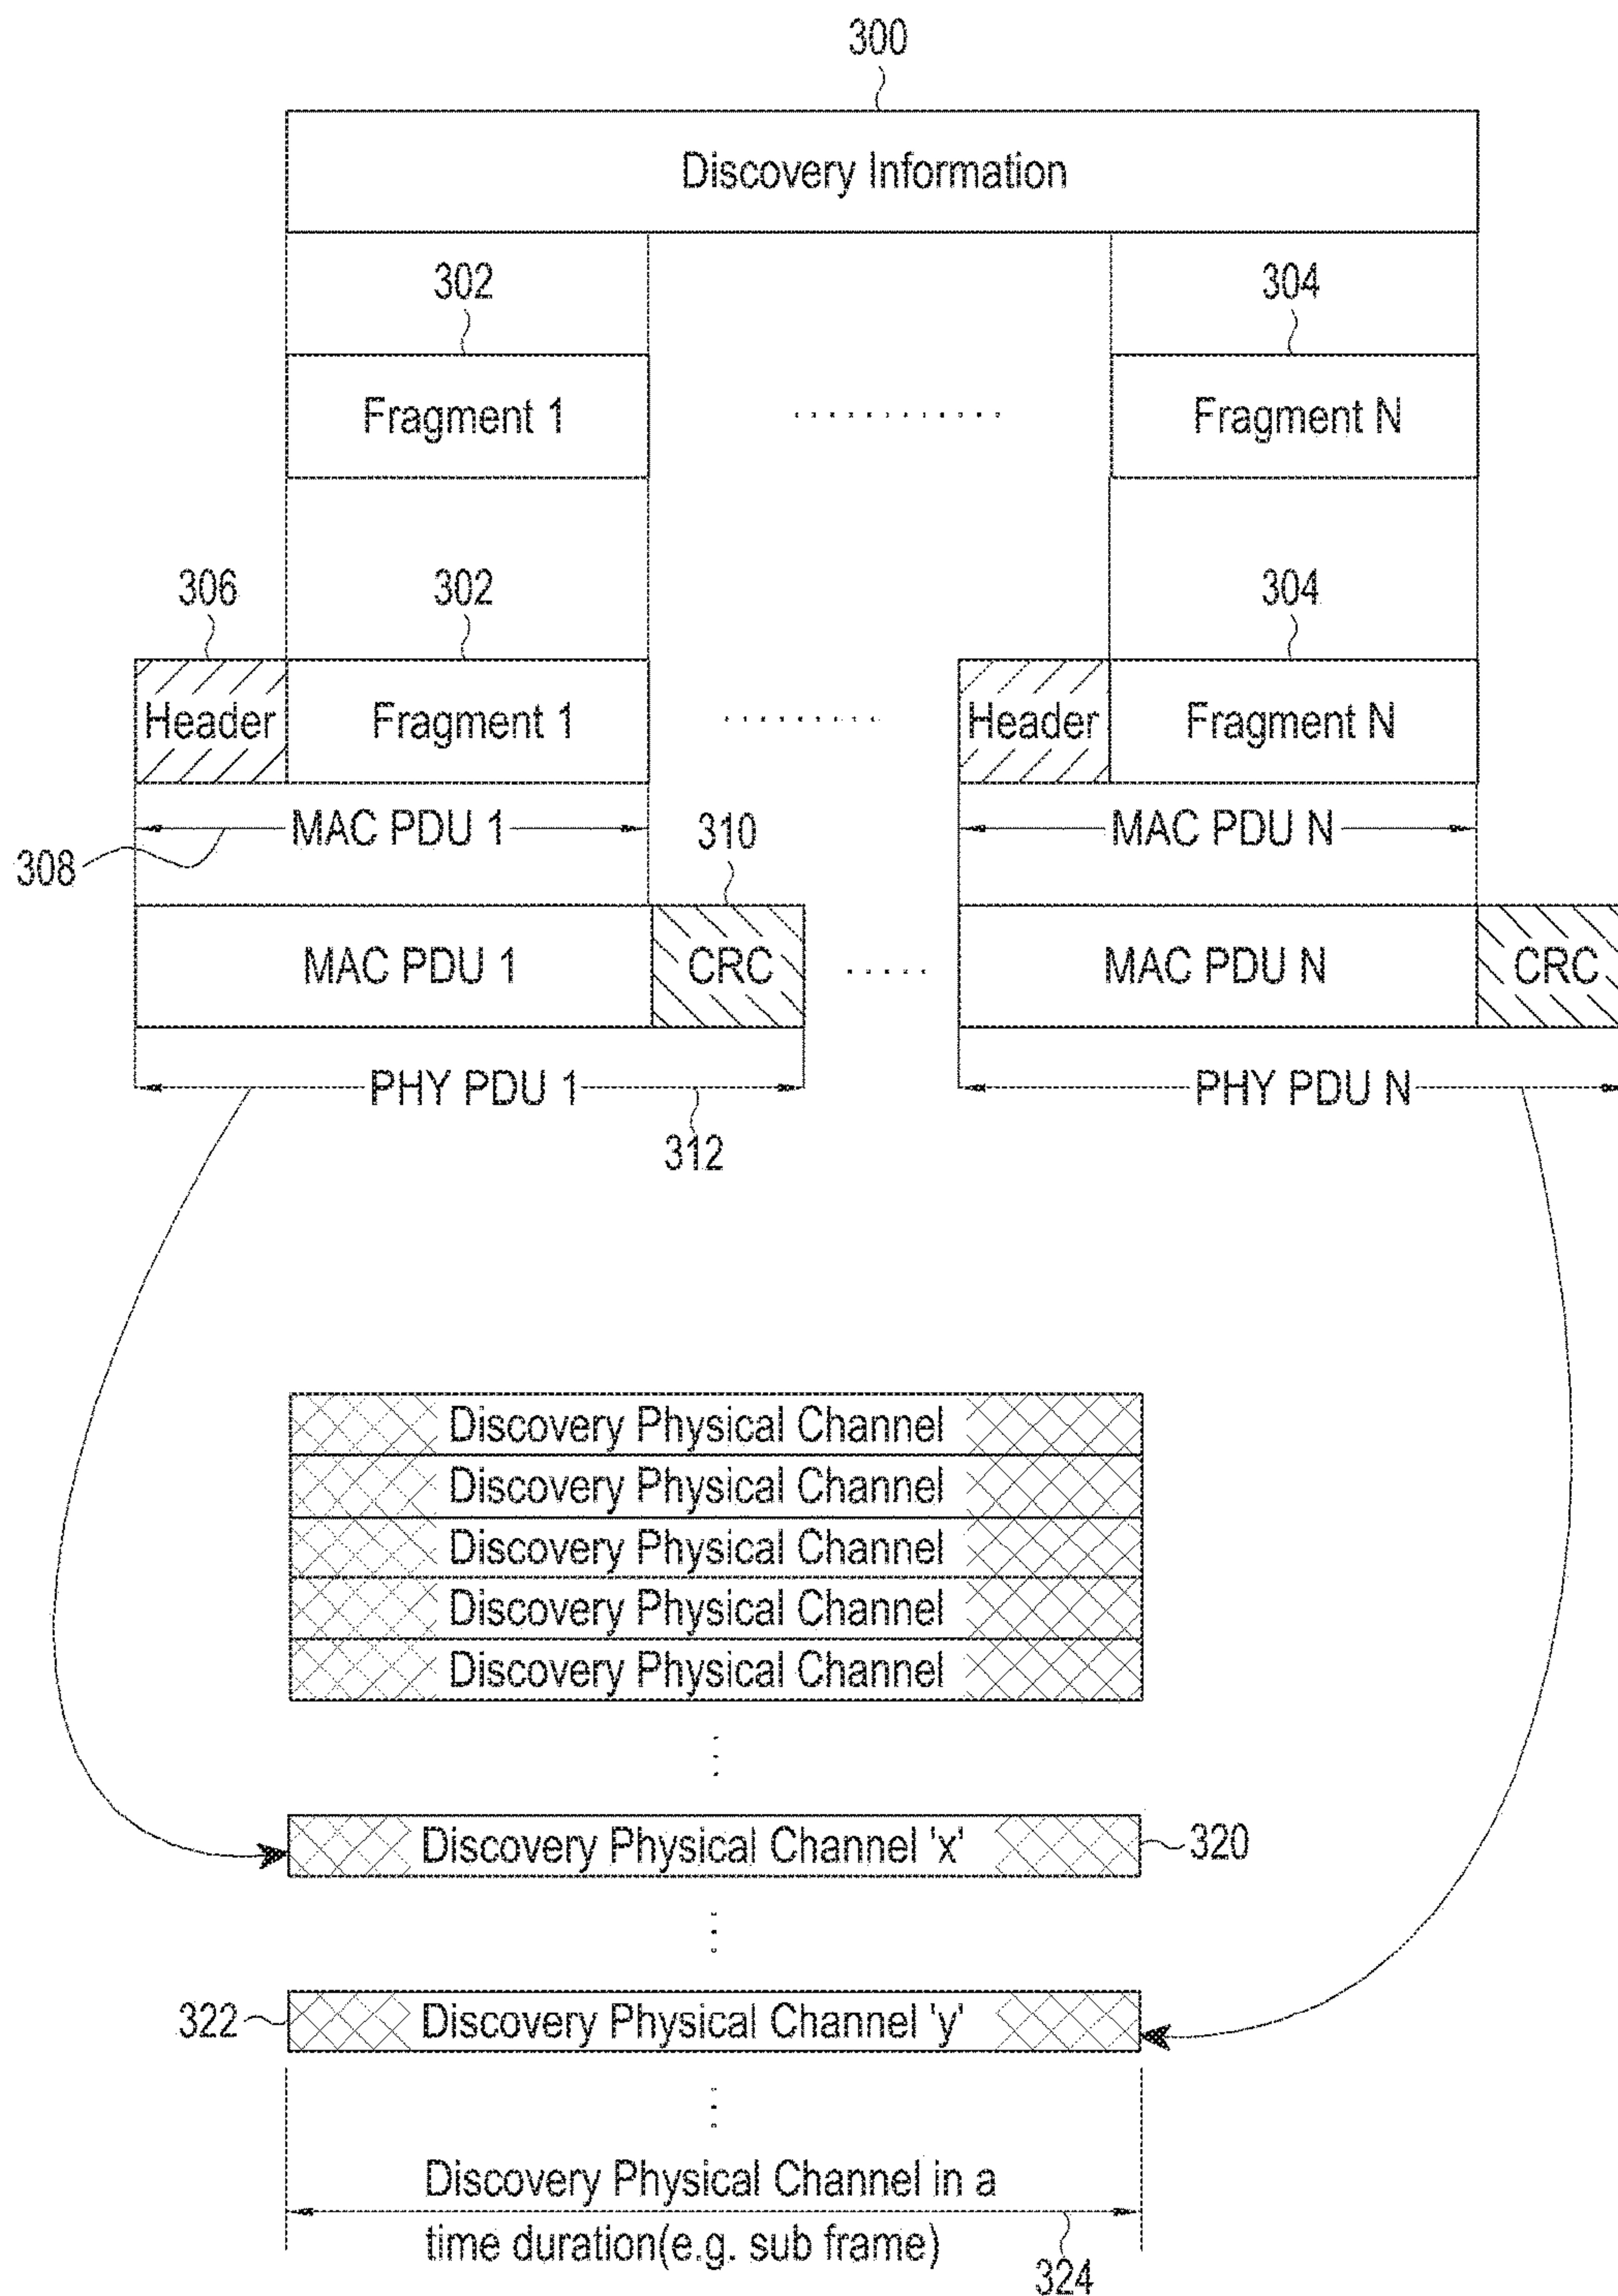 300
Discovery Information
302 304
Fragment 1 Fragment N
306 302 304
Header Fragment 1 Header Fragment N
MAC PDU 1 310 MAC PDU N
308
MAC PDU 1 CRC MAC PDU N CRC
PHY PDU 1 PHY PDU N
312
Discovery Physical Channel
Discovery Physical Channel
Discovery Physical Channel
Discovery Physical Channel
Discovery Physical Channel
Discovery Physical Channel 'x' 320
322 Discovery Physical Channel 'y'
Discovery Physical Channel in a
time duration(e.g. sub frame)
324